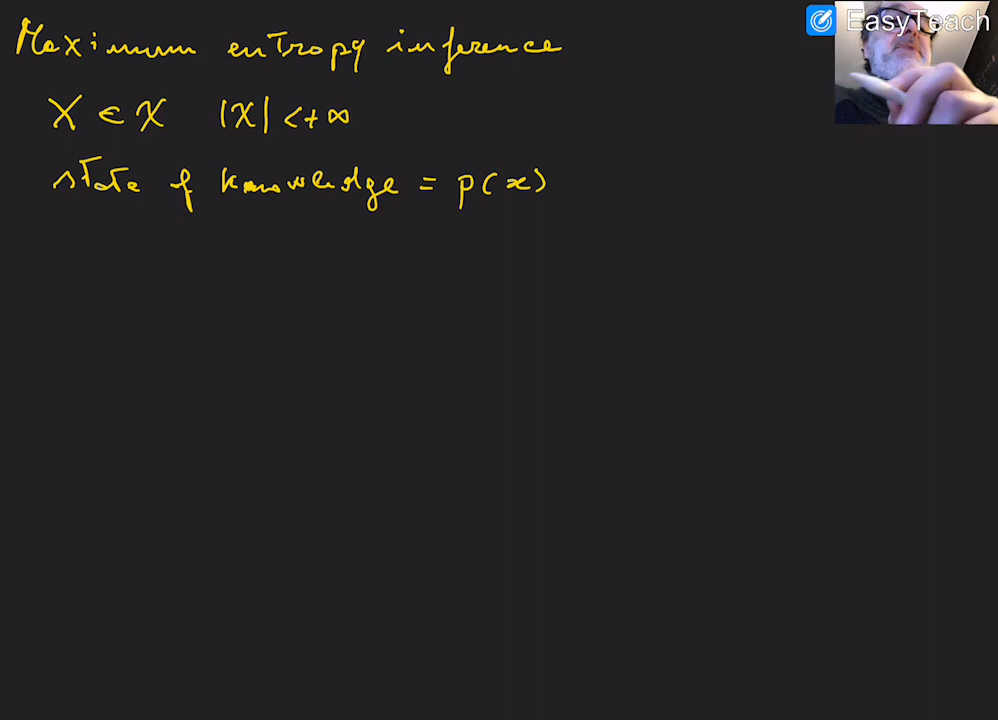 Maximum entropy inference
EasyTeach
X ∈ 𝒳 |𝒳| < +∞
state of knowledge = p(x)